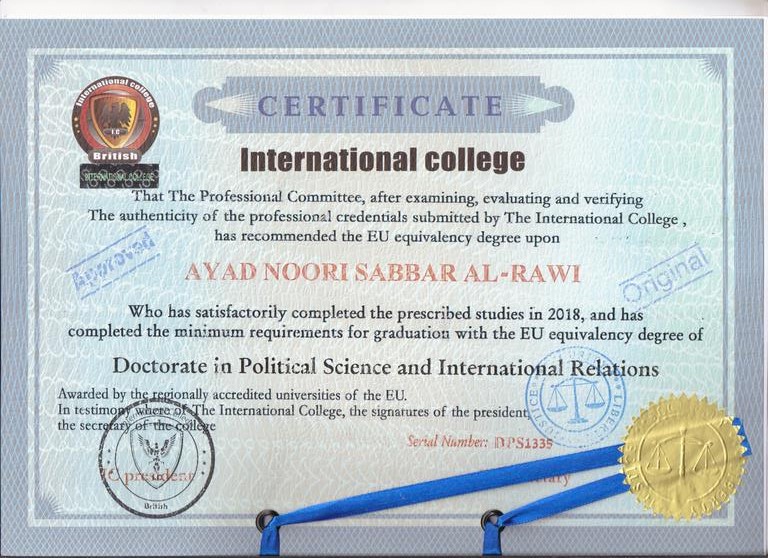 International college
I.C
British
INTERNATIONAL COLLEGE
CERTIFICATE
International college
That The Professional Committee, after examining, evaluating and verifying
The authenticity of the professional credentials submitted by The International College ,
has recommended the EU equivalency degree upon
Approved
Original
AYAD NOORI SABBAR AL-RAWI
Who has satisfactorily completed the prescribed studies in 2018, and has
completed the minimum requirements for graduation with the EU equivalency degree of
Doctorate in Political Science and International Relations
Awarded by the regionally accredited universities of the EU.
In testimony where of The International College, the signatures of the president,
the secretary of the college
JUSTICE
Serial Number: DPS1335
president
British